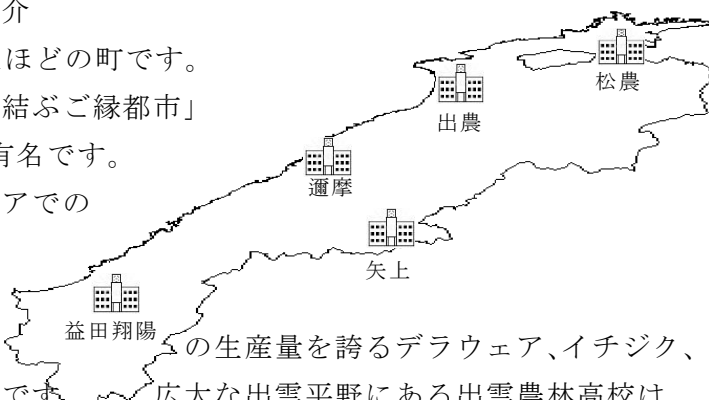 介
ほどの町です。
結ぶご縁都市」
有名です。
アでの
松農
出農
邇摩
矢上
益田翔陽
の生産量を誇るデラウェア、イチジク、
です
広大な出雲平野にある出雲農林高校は